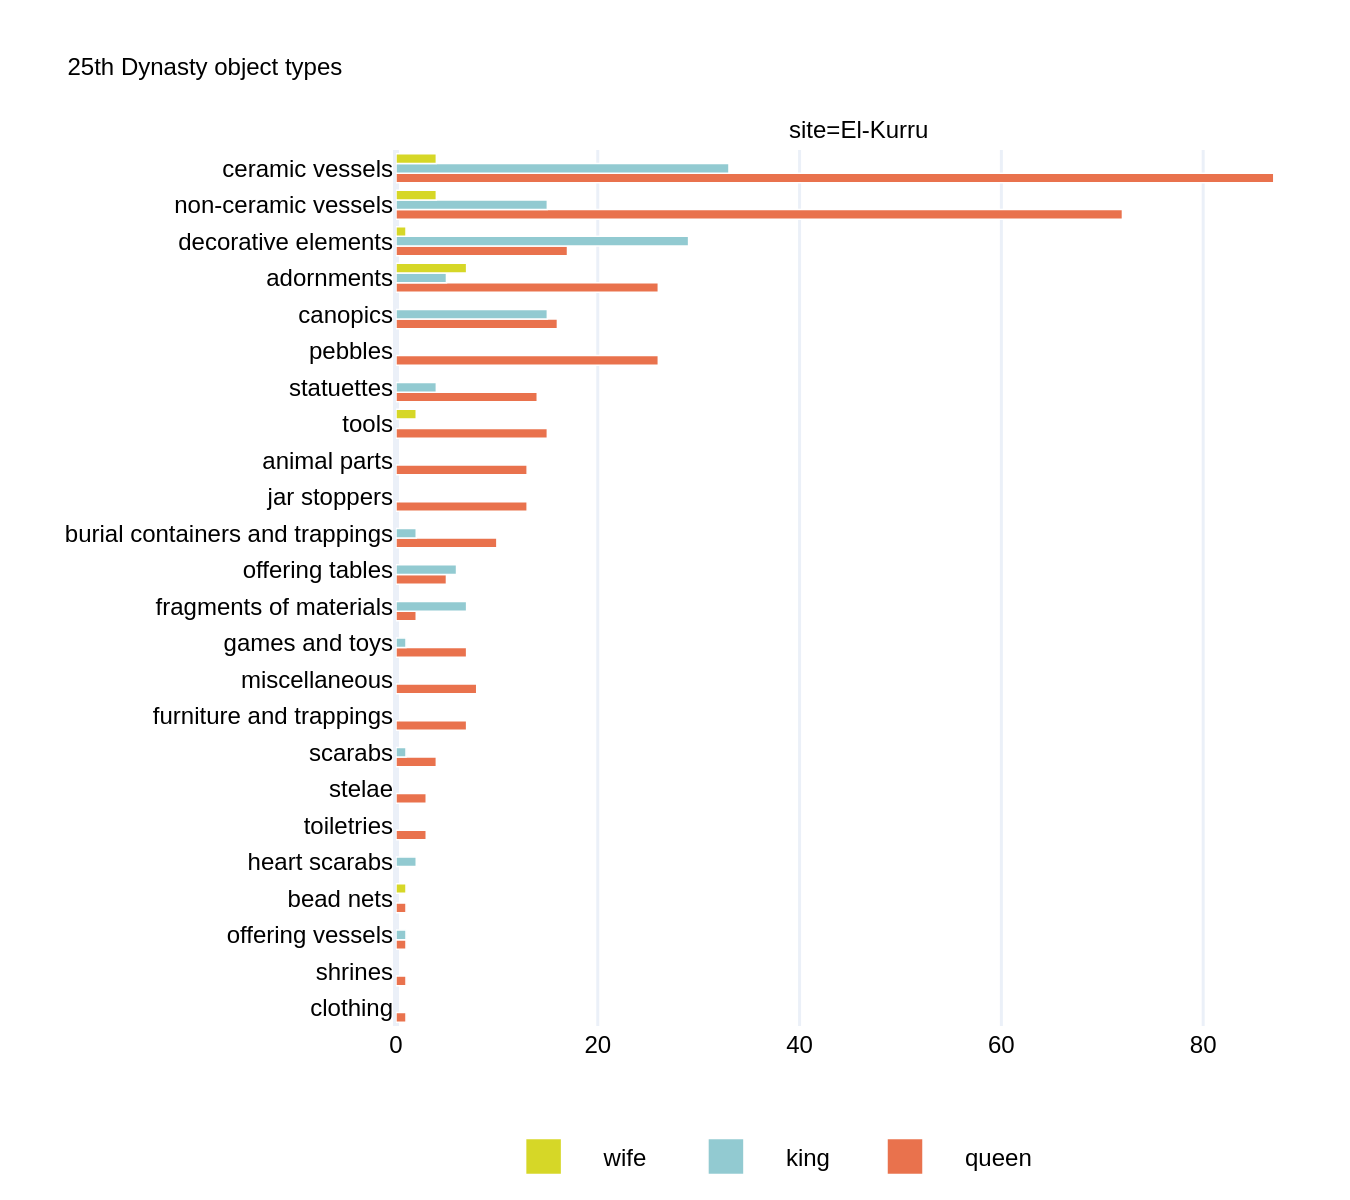 25th Dynasty object types
site=El-Kurru
ceramic vessels
non-ceramic vessels
decorative elements
adornments
canopics
pebbles
statuettes
tools
animal parts
jar stoppers
burial containers and trappings
offering tables
fragments of materials
games and toys
miscellaneous
furniture and trappings
scarabs
stelae
toiletries
heart scarabs
bead nets
offering vessels
shrines
clothing
0 20 40 60 80
wife king queen